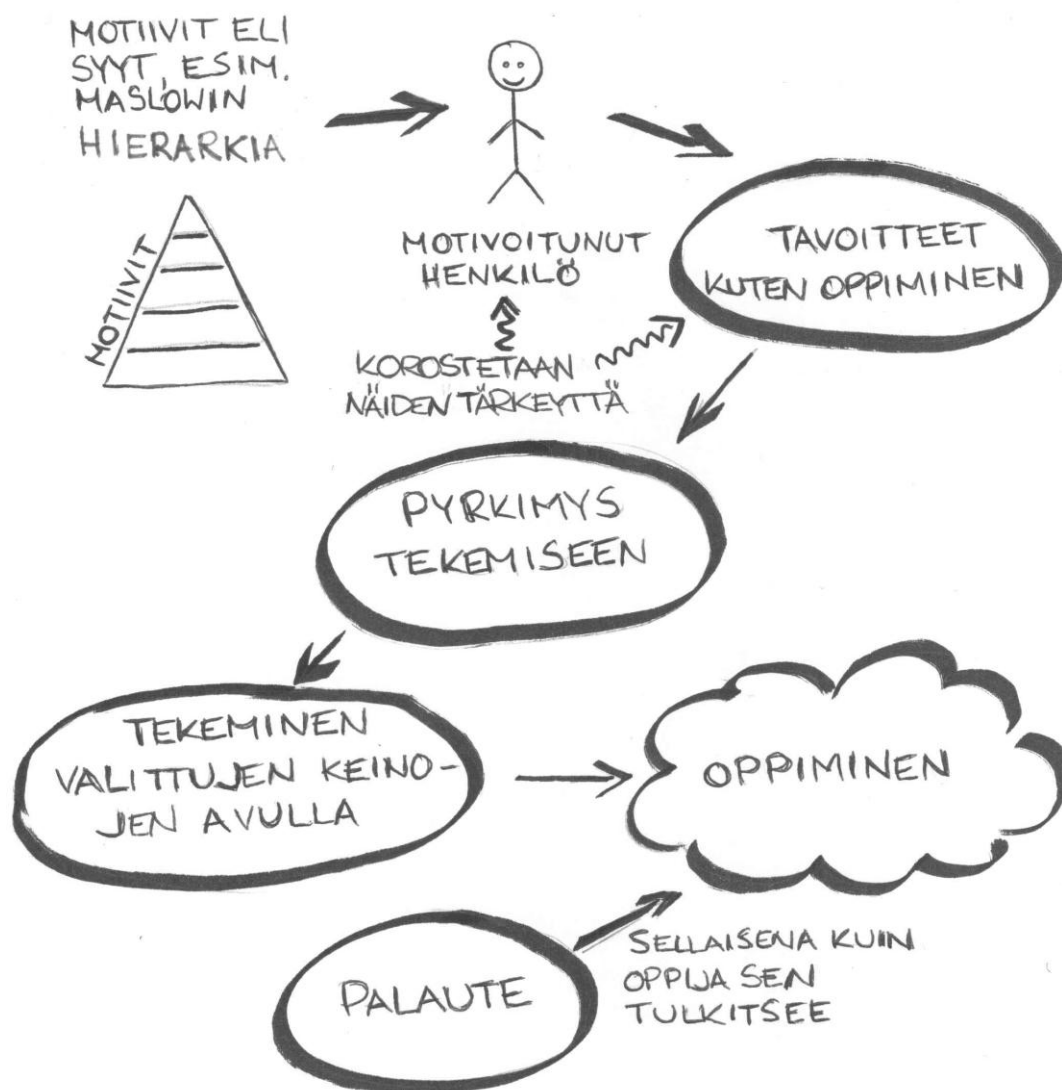 MOTIIVIT ELI
SYYT, ESIM.
MASLOWIN
HIERARKIA
MOTIIVIT
MOTIVOITUNUT
HENKILÖ
TAVOITTEET
KUTEN OPPIMINEN
KOROSTETAAN
NÄIDEN TÄRKEYTTÄ
PYRKIMYS
TEKEMISEEN
TEKEMINEN
VALITTUJEN KEINO-
JEN AVULLA
OPPIMINEN
PALAUTE
SELLAISENA KUIN
OPPIJA SEN
TULKITSEE